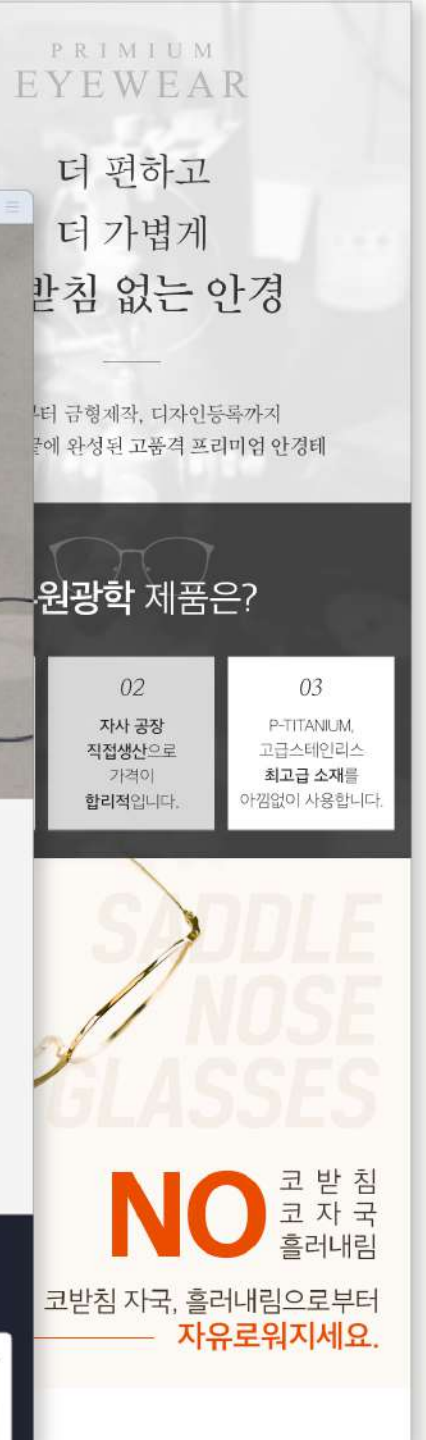 PRIMIUM
EYEWEAR
더 편하고
더 가볍게
받침 없는 안경
금형제작, 디자인등록까지
완성된 고품격 프리미엄 안경테
원광학 제품은?
02
자사 공장
직접생산으로
가격이
합리적입니다.
03
P-TITANIUM,
고급스테인리스
최고급 소재를
아낌없이 사용합니다.
SADDLE
NOSE
GLASSES
NO
코 받 침
코 자 국
흘러내림
코받침 자국, 흘러내림으로부터
자유로워지세요.